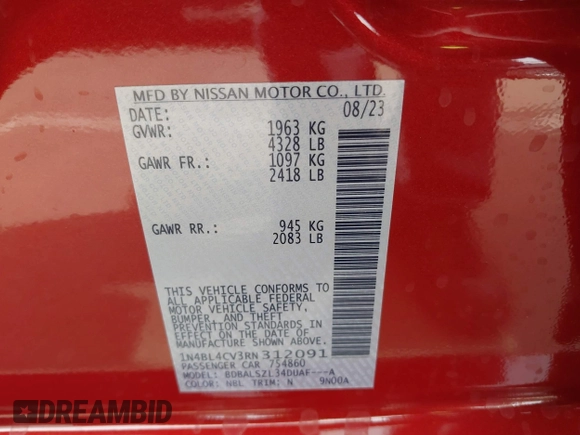 MFD BY NISSAN MOTOR CO., LTD.
DATE: 08/23
GVWR: 1963 KG
4328 LB
GAWR FR.: 1097 KG
2418 LB
GAWR RR.: 945 KG
2083 LB
THIS VEHICLE CONFORMS TO
ALL APPLICABLE FEDERAL
MOTOR VEHICLE SAFETY,
BUMPER, AND THEFT
PREVENTION STANDARDS IN
EFFECT ON THE DATE OF
MANUFACTURE SHOWN ABOVE.
1N4BL4CV3RN312091
PASSENGER CAR 754860
MODEL: BDBALSZL34DUAF---A
COLOR: NBL TRIM: N 9N00A
DREAMBID